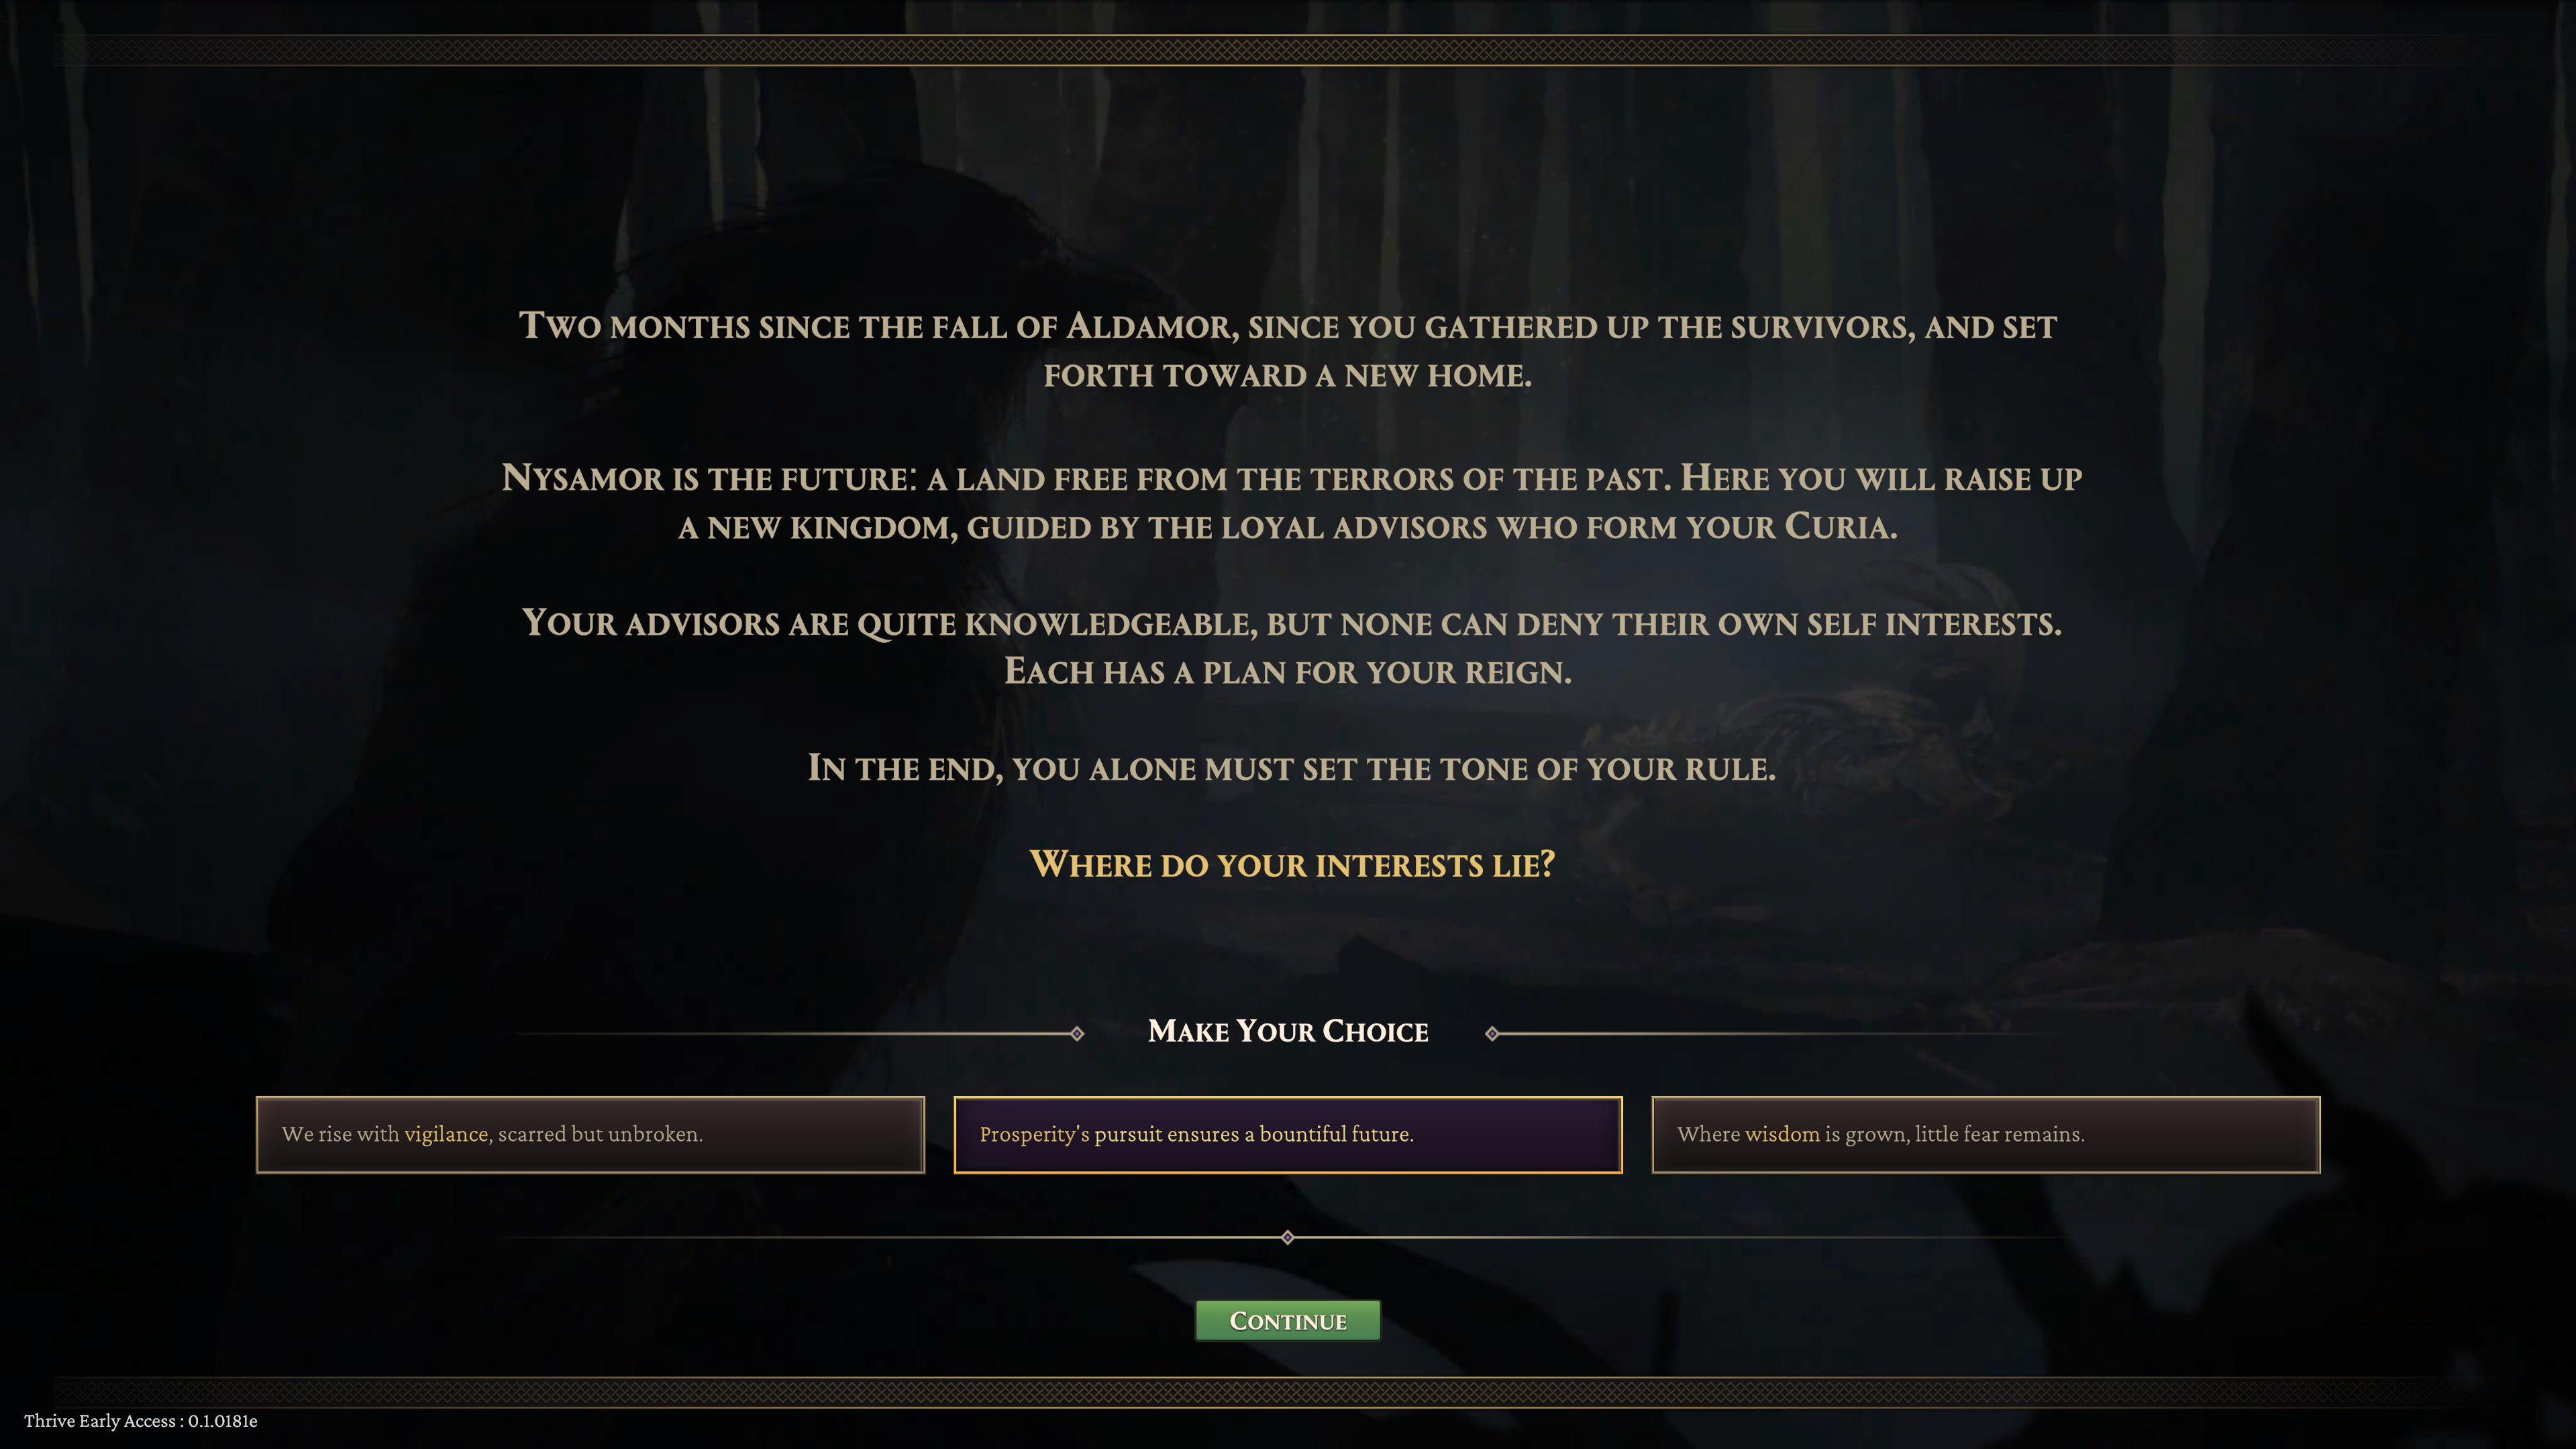 Two months since the fall of Aldamor, since you gathered up the survivors, and set
forth toward a new home.
Nysamor is the future: a land free from the terrors of the past. Here you will raise up
a new kingdom, guided by the loyal advisors who form your Curia.
Your advisors are quite knowledgeable, but none can deny their own self interests.
Each has a plan for your reign.
In the end, you alone must set the tone of your rule.
Where do your interests lie?
Make Your Choice
We rise with vigilance, scarred but unbroken.
Prosperity's pursuit ensures a bountiful future.
Where wisdom is grown, little fear remains.
Continue
Thrive Early Access : 0.1.0181e